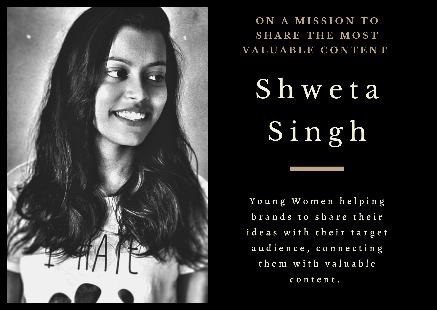 ON A MISSION TO
SHARE THE MOST
VALUABLE CONTENT
Shweta
Singh
Young Women helping
brands to share their
ideas with their target
audience, connecting
them with valuable
content.
I HATE